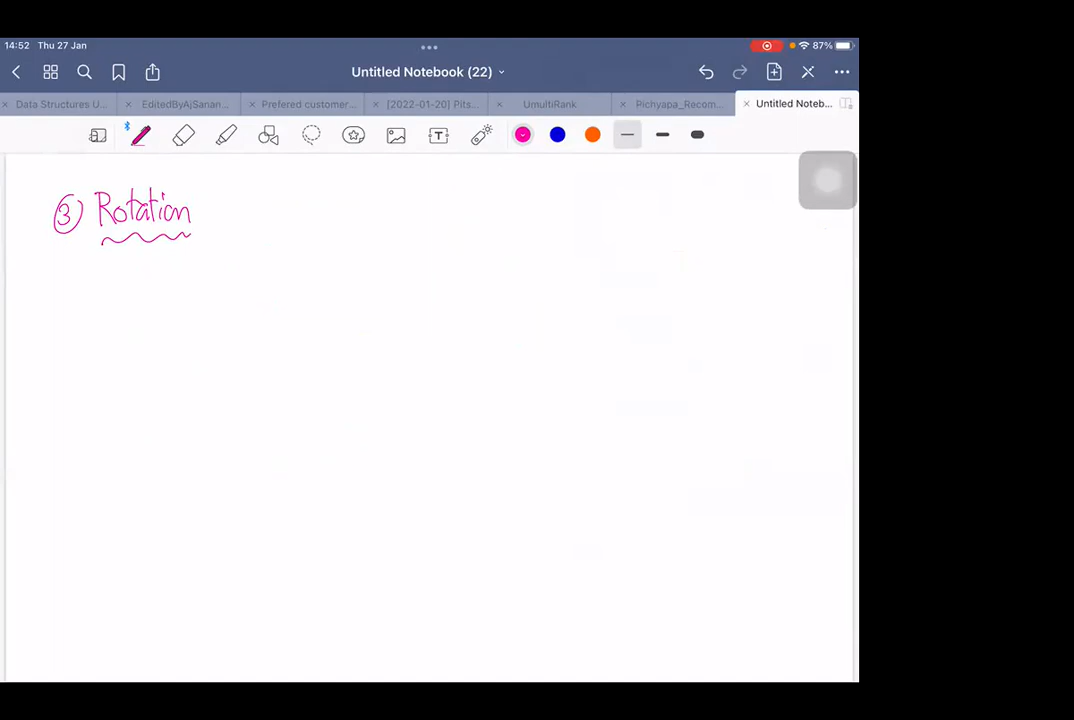 14:52 Thu 27 Jan
87%
Untitled Notebook (22)
Data Structures U...
EditedByAjSanan...
Prefered customer...
[2022-01-20] Pits...
UmultiRank
Pichyapa_Recom...
Untitled Noteb...
T
③ Rotation